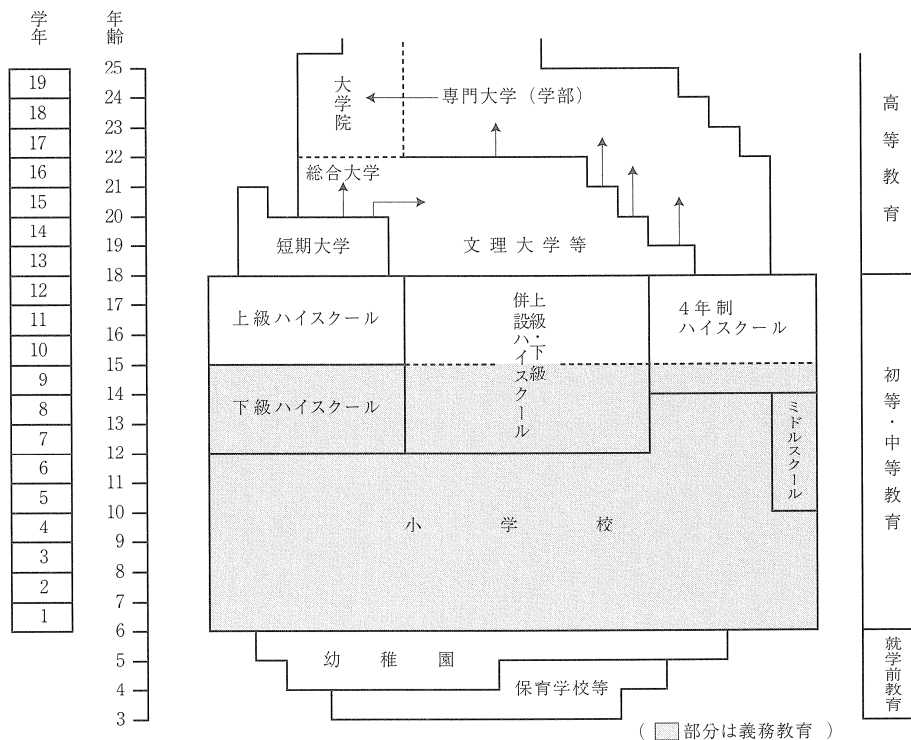 学年
年齢
19
18
17
16
15
14
13
12
11
10
9
8
7
6
5
4
3
2
1
25
24
23
22
21
20
19
18
17
16
15
14
13
12
11
10
9
8
7
6
5
4
3
大学院
専門大学（学部）
総合大学
短期大学
文理大学等
上級ハイスクール
上級・下級
併設ハイスクール
4年制
ハイスクール
下級ハイスクール
ミドルスクール
小学校
幼稚園
保育学校等
高等教育
初等・中等教育
就学前教育
（ 部分は義務教育 ）